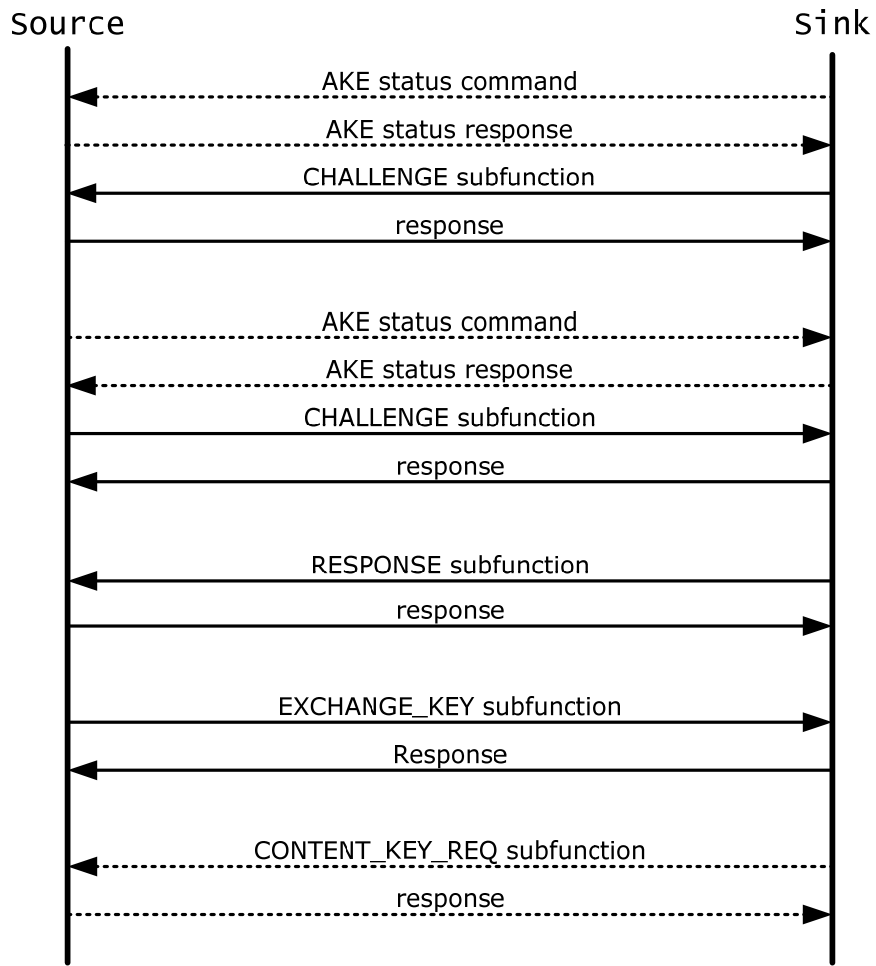 Source Sink
AKE status command
AKE status response
CHALLENGE subfunction
response
AKE status command
AKE status response
CHALLENGE subfunction
response
RESPONSE subfunction
response
EXCHANGE_KEY subfunction
Response
CONTENT_KEY_REQ subfunction
response